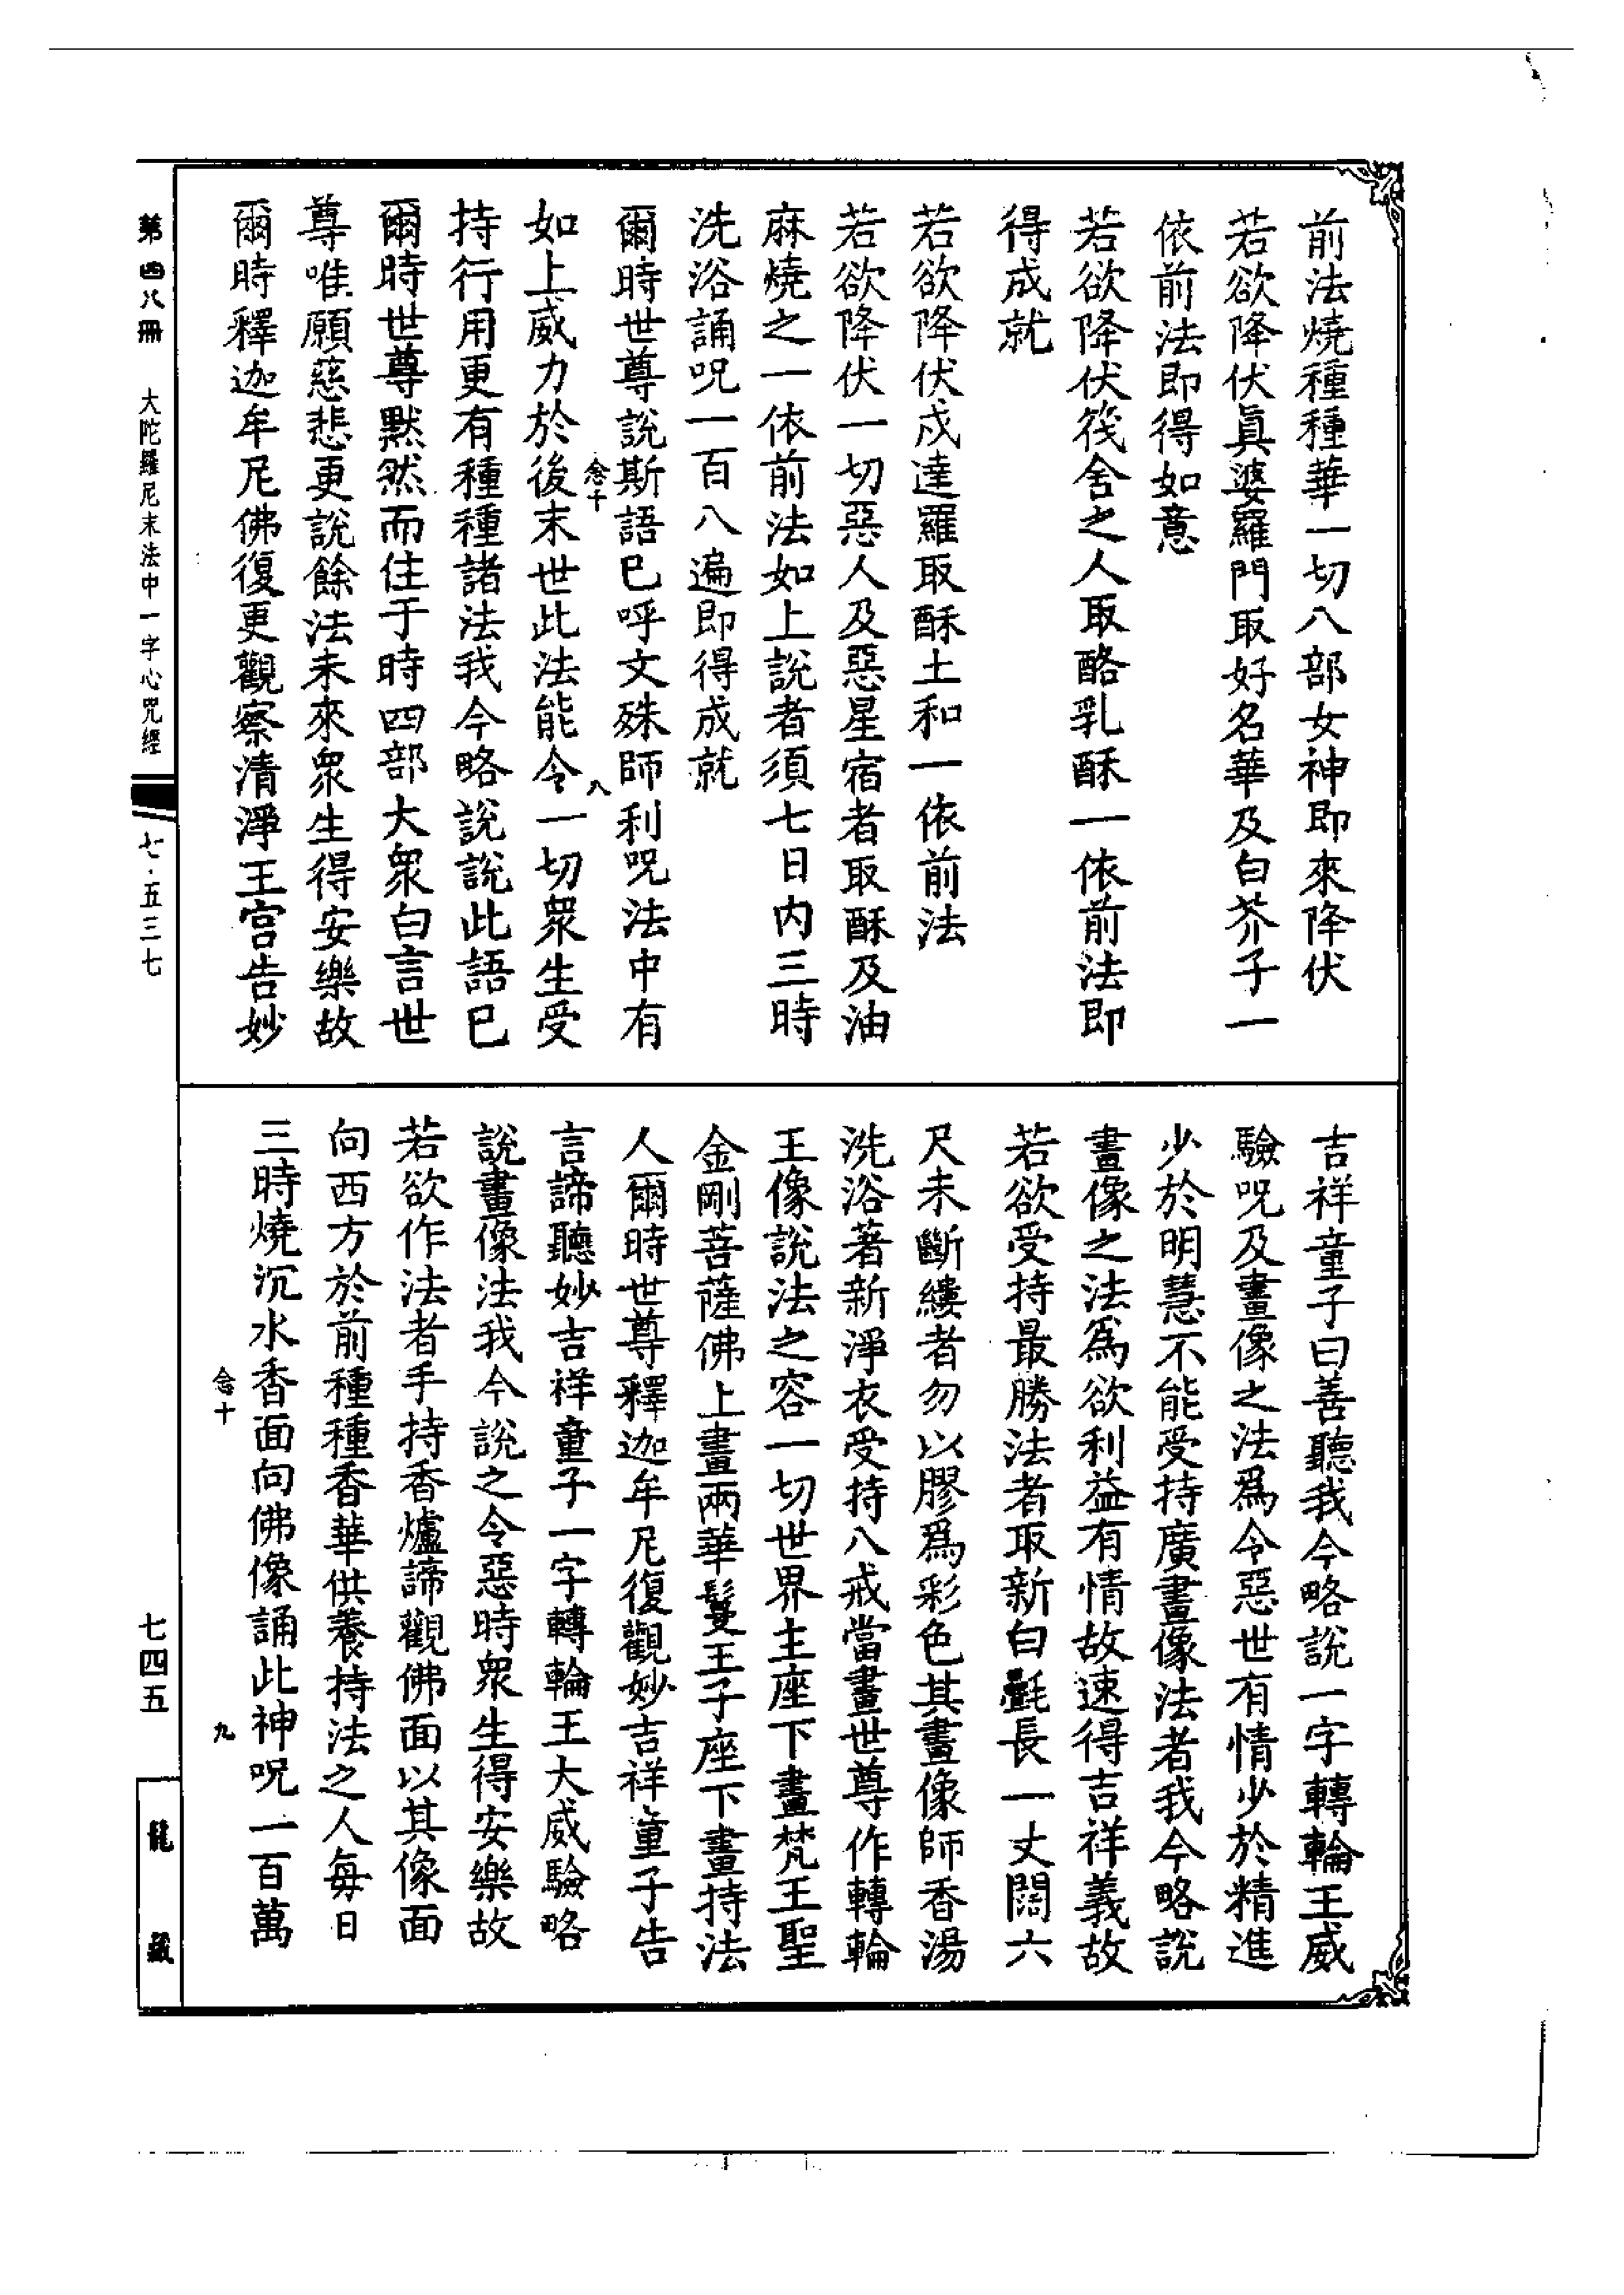 前法燒種種華一切八部女神即來降伏
若欲降伏眞婆羅門取好名華及白芥子一
依前法即得如意
若欲降伏筏舍之人取酪乳酥一依前法即
得成就
若欲降伏戍達羅取酥土和一依前法
若欲降伏一切惡人及惡星宿者取酥及油
麻燒之一依前法如上說者須七日內三時
洗浴誦呪一百八遍即得成就
爾時世尊說斯語已呼文殊師利呪法中有
念十 八
如上威力於後末世此法能令一切衆生受
持行用更有種種諸法我今略說說此語已
爾時世尊默然而住于時四部大衆白言世
尊唯願慈悲更說餘法未來衆生得安樂故
爾時釋迦牟尼佛復更觀察清淨王宮告妙
吉祥童子曰善聽我今略說一字轉輪王威
驗呪及畫像之法爲令惡世有情少於精進
少於明慧不能受持廣畫像法者我今略說
畫像之法爲欲利益有情故速得吉祥義故
若欲受持最勝法者取新白氎長一丈闊六
尺未斷縷者勿以膠爲彩色其畫像師香湯
洗浴著新淨衣受持八戒當畫世尊作轉輪
王像說法之容一切世界主座下畫梵王聖
金剛菩薩佛上畫兩華鬘王子座下畫持法
人爾時世尊釋迦牟尼復觀妙吉祥童子告
言諦聽妙吉祥童子一字轉輪王大威驗略
說畫像法我今說之令惡時衆生得安樂故
若欲作法者手持香爐諦觀佛面以其像面
向西方於前種種香華供養持法之人每日
三時燒沉水香面向佛像誦此神呪一百萬
念十 九
第四八冊 大陀羅尼末法中一字心咒經 七·五三七
七四五
龍藏